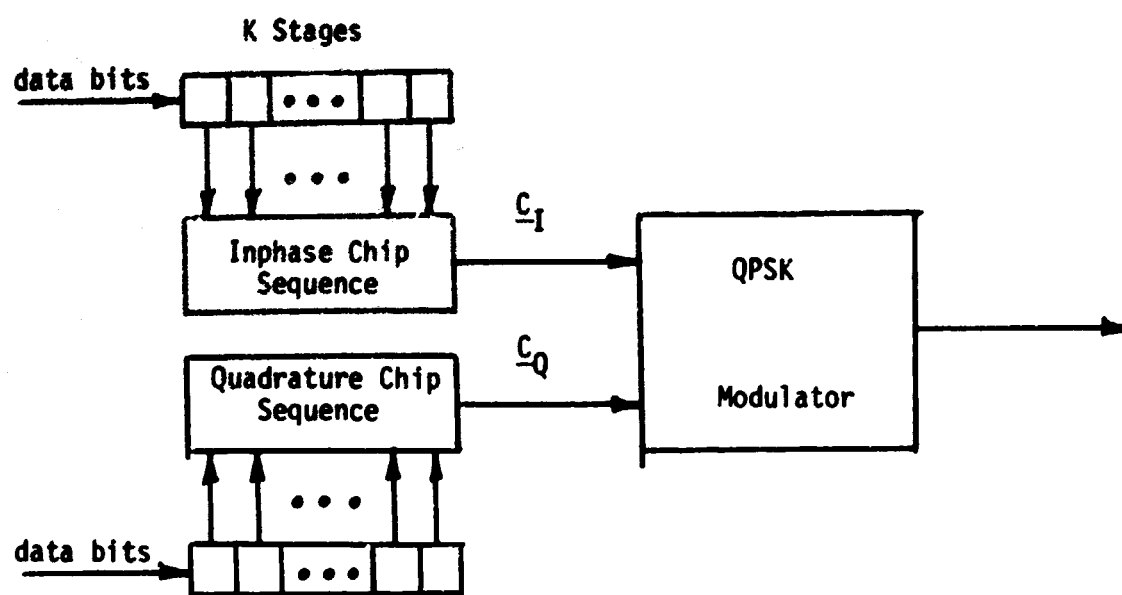 K Stages
data bits
Inphase Chip
Sequence
C_I
QPSK
Modulator
C_Q
Quadrature Chip
Sequence
data bits